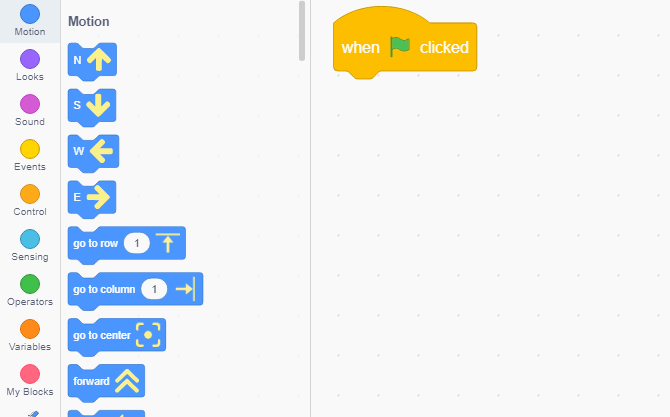 Motion
Looks
Sound
Events
Control
Sensing
Operators
Variables
My Blocks
Motion
N
S
W
E
go to row 1
go to column 1
go to center
forward
when clicked